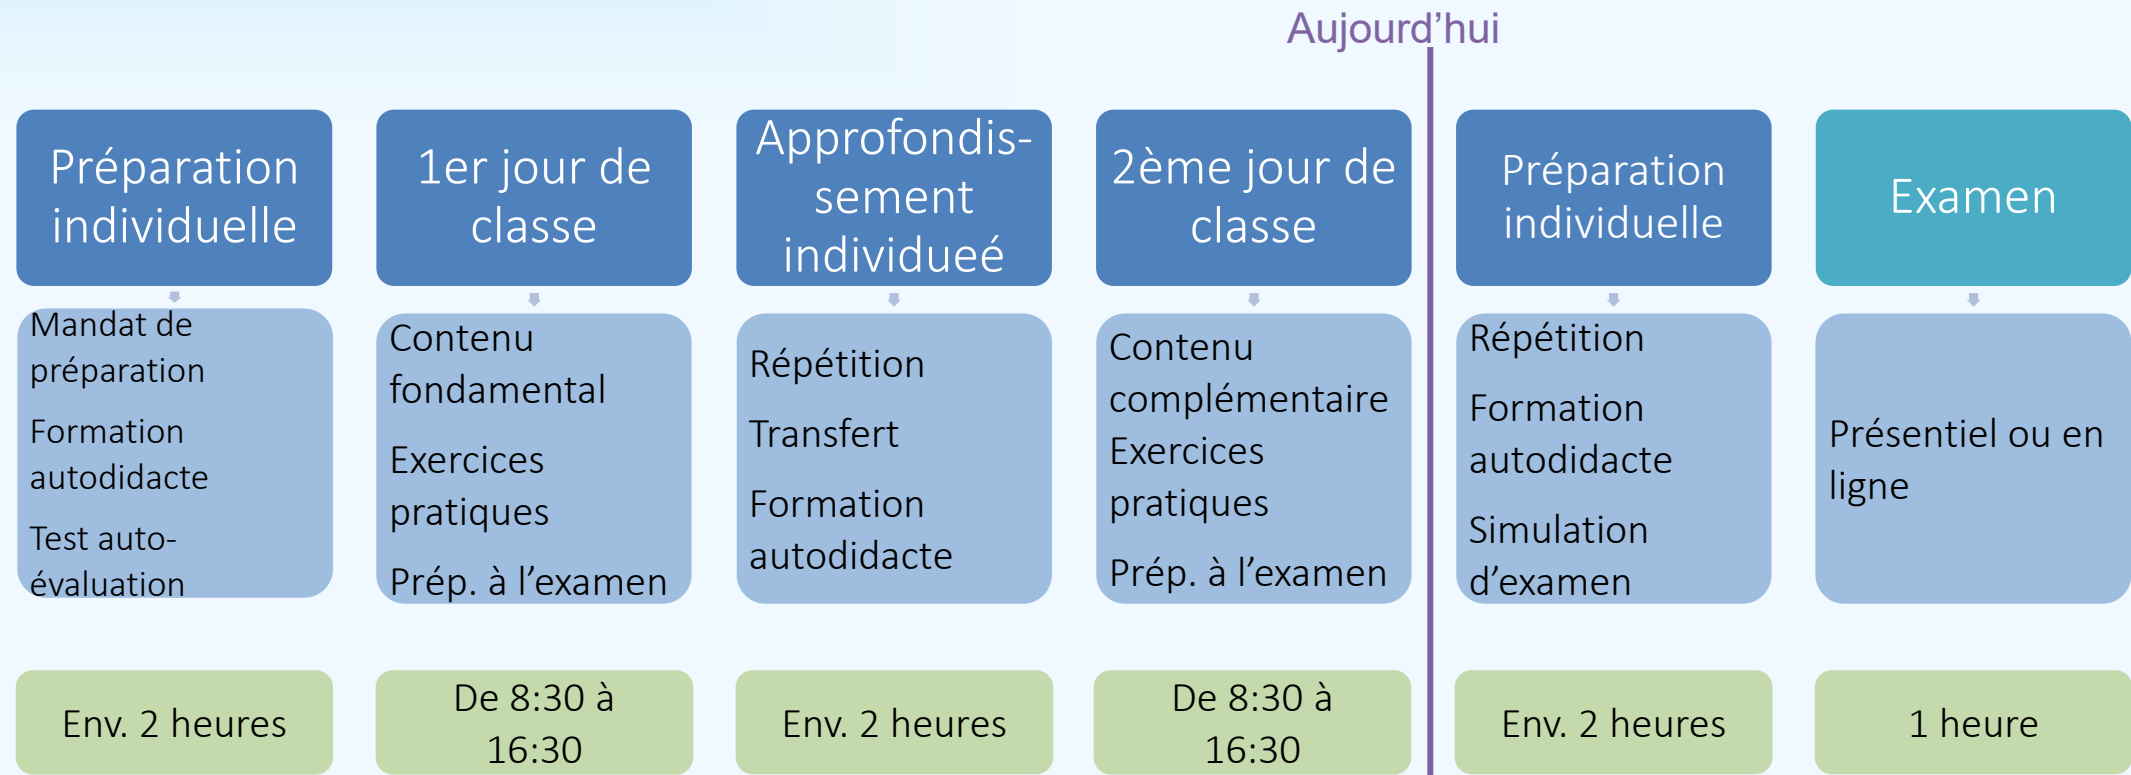 Aujourd’hui
Préparation
individuelle
1er jour de
classe
Approfondis-
sement
individueé
2ème jour de
classe
Préparation
individuelle
Examen
Mandat de
préparation
Formation
autodidacte
Test auto-
évaluation
Contenu
fondamental
Exercices
pratiques
Prép. à l’examen
Répétition
Transfert
Formation
autodidacte
Contenu
complémentaire
Exercices
pratiques
Prép. à l’examen
Répétition
Formation
autodidacte
Simulation
d’examen
Présentiel ou en
ligne
Env. 2 heures
De 8:30 à
16:30
Env. 2 heures
De 8:30 à
16:30
Env. 2 heures
1 heure